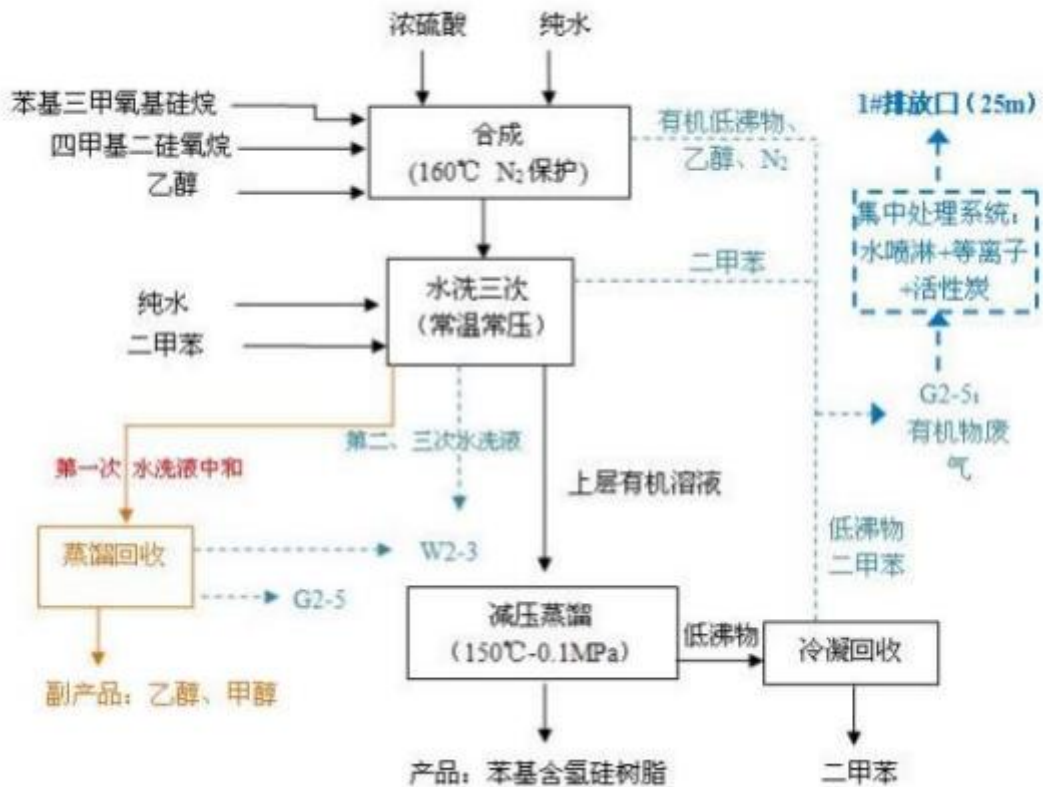 浓硫酸
纯水
苯基三甲氧基硅烷
四甲基二硅氧烷
乙醇
合成
(160℃ N₂保护)
有机低沸物、
乙醇、N₂
1#排放口（25m）
集中处理系统：
水喷淋+等离子
+活性炭
水洗三次
（常温常压）
二甲苯
纯水
二甲苯
G2-5:
有机物废
气
第一次 水洗液中和
第二、三次水洗液
上层有机溶液
低沸物
二甲苯
蒸馏回收
W2-3
G2-5
减压蒸馏
（150℃-0.1MPa）
低沸物
冷凝回收
副产品：乙醇、甲醇
产品：苯基含氢硅树脂
二甲苯